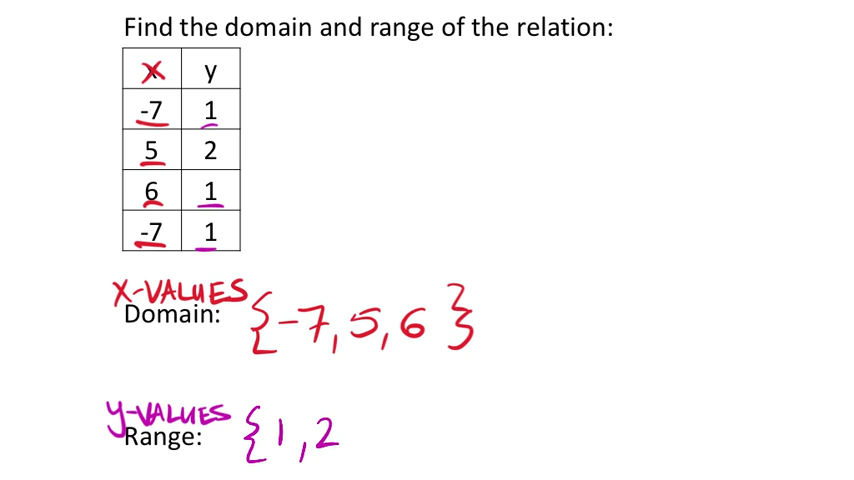 Find the domain and range of the relation:
x y
-7 1
5 2
6 1
-7 1
X-VALUES
Domain: {-7, 5, 6}
y-VALUES
Range: {1, 2